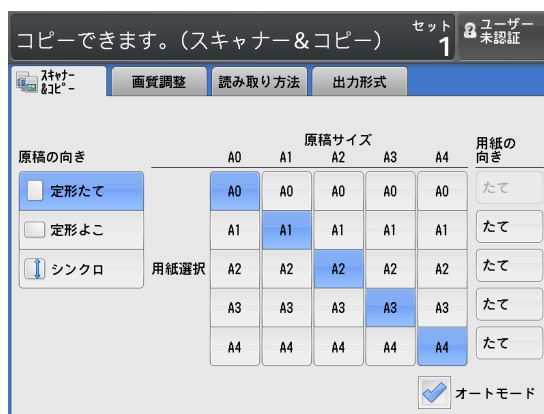 コピーできます。(スキャナー&コピー)
セット
1
ユーザー
未認証
スキャナー
&コピー
画質調整
読み取り方法
出力形式
原稿サイズ
用紙の
向き
原稿の向き
A0 A1 A2 A3 A4
定形たて
A0 A0 A0 A0 A0
たて
定形よこ
A1 A1 A1 A1 A1
たて
シンクロ
用紙選択
A2 A2 A2 A2 A2
たて
A3 A3 A3 A3 A3
たて
A4 A4 A4 A4 A4
たて
オートモード